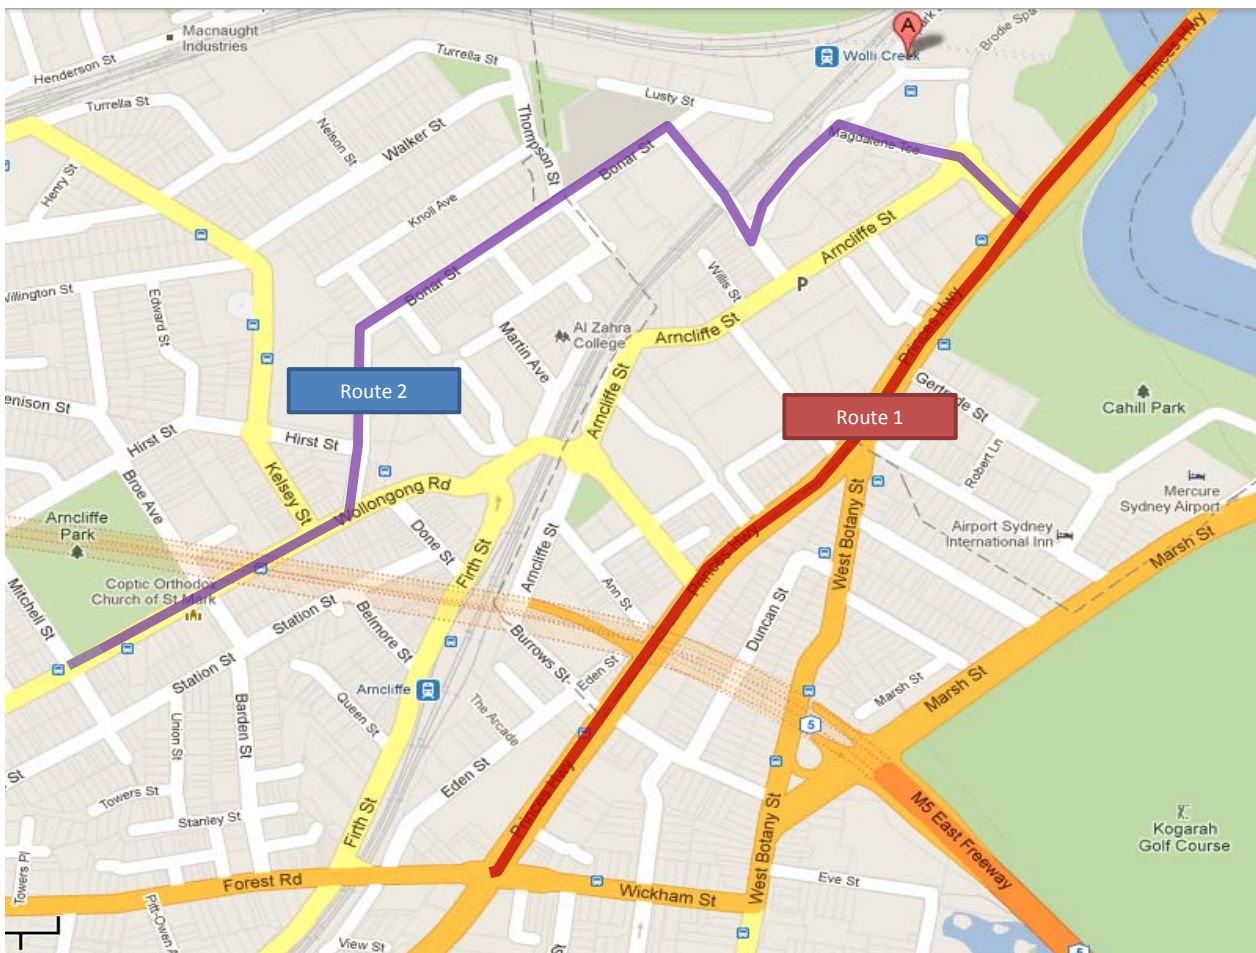 Macnaught
Industries
Henderson St
Turrella St
Turrella St
Wolli Creek
A
Brodie Spa
Princes Hwy
Lusty St
Nelson St
Walker St
Thompson St
Henry St
Knoll Ave
Bonar St
Magdalene Tce
Arncliffe St
Willington St
Edward St
Bonar St
Willis St
P
Martin Ave
Al Zahra
College
Arncliffe St
Princes Hwy
Route 2
Route 1
Gertrude St
Cahill Park
enison St
Hirst St
Hirst St
Arncliffe St
Robert Ln
Broe Ave
Kelsey St
Wollongong Rd
Mercure
Sydney Airport
Arncliffe
Park
Done St
Firth St
Arncliffe St
Princes Hwy
West Botany St
Airport Sydney
International Inn
Marsh St
Coptic Orthodox
Church of St Mark
Mitchell St
Station St
Belmore St
Ann St
Duncan St
Burrows St
Eden St
Station St
Arncliffe
Marsh St
Marsh St
Barden St
Queen St
The Arcade
Union St
5
Eden St
St
Towers St
Stanley St
Firth St
Princes Hwy
West Botany St
M5 East Freeway
Kogarah
Golf Course
Towers Pl
Forest Rd
Wickham St
Eve St
Pitt-Owen A
View St
5